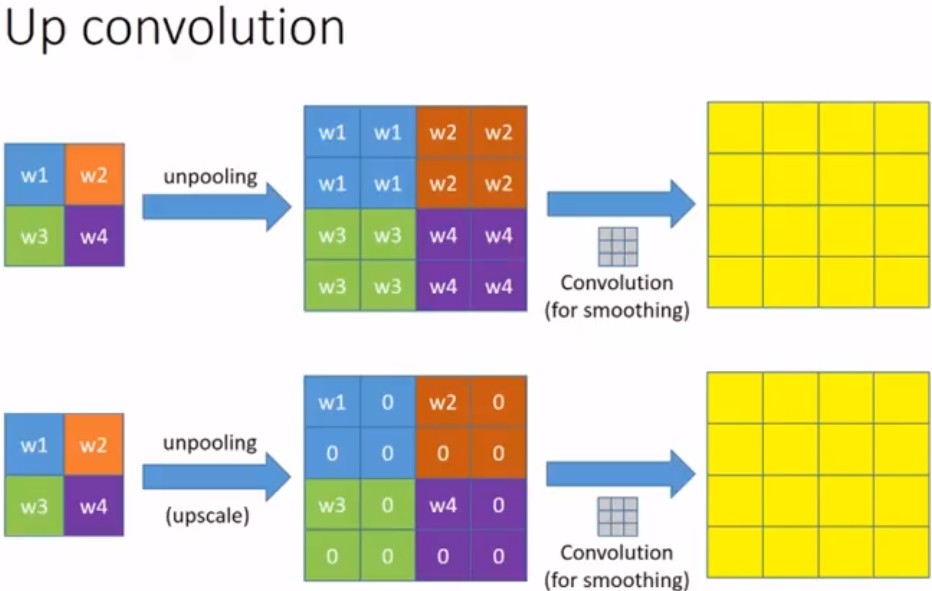 Up convolution
w1 w2
w3 w4
unpooling
w1 w1 w2 w2
w1 w1 w2 w2
w3 w3 w4 w4
w3 w3 w4 w4
Convolution
(for smoothing)
w1 w2
w3 w4
unpooling
(upscale)
w1 0 w2 0
0 0 0 0
w3 0 w4 0
0 0 0 0
Convolution
(for smoothing)